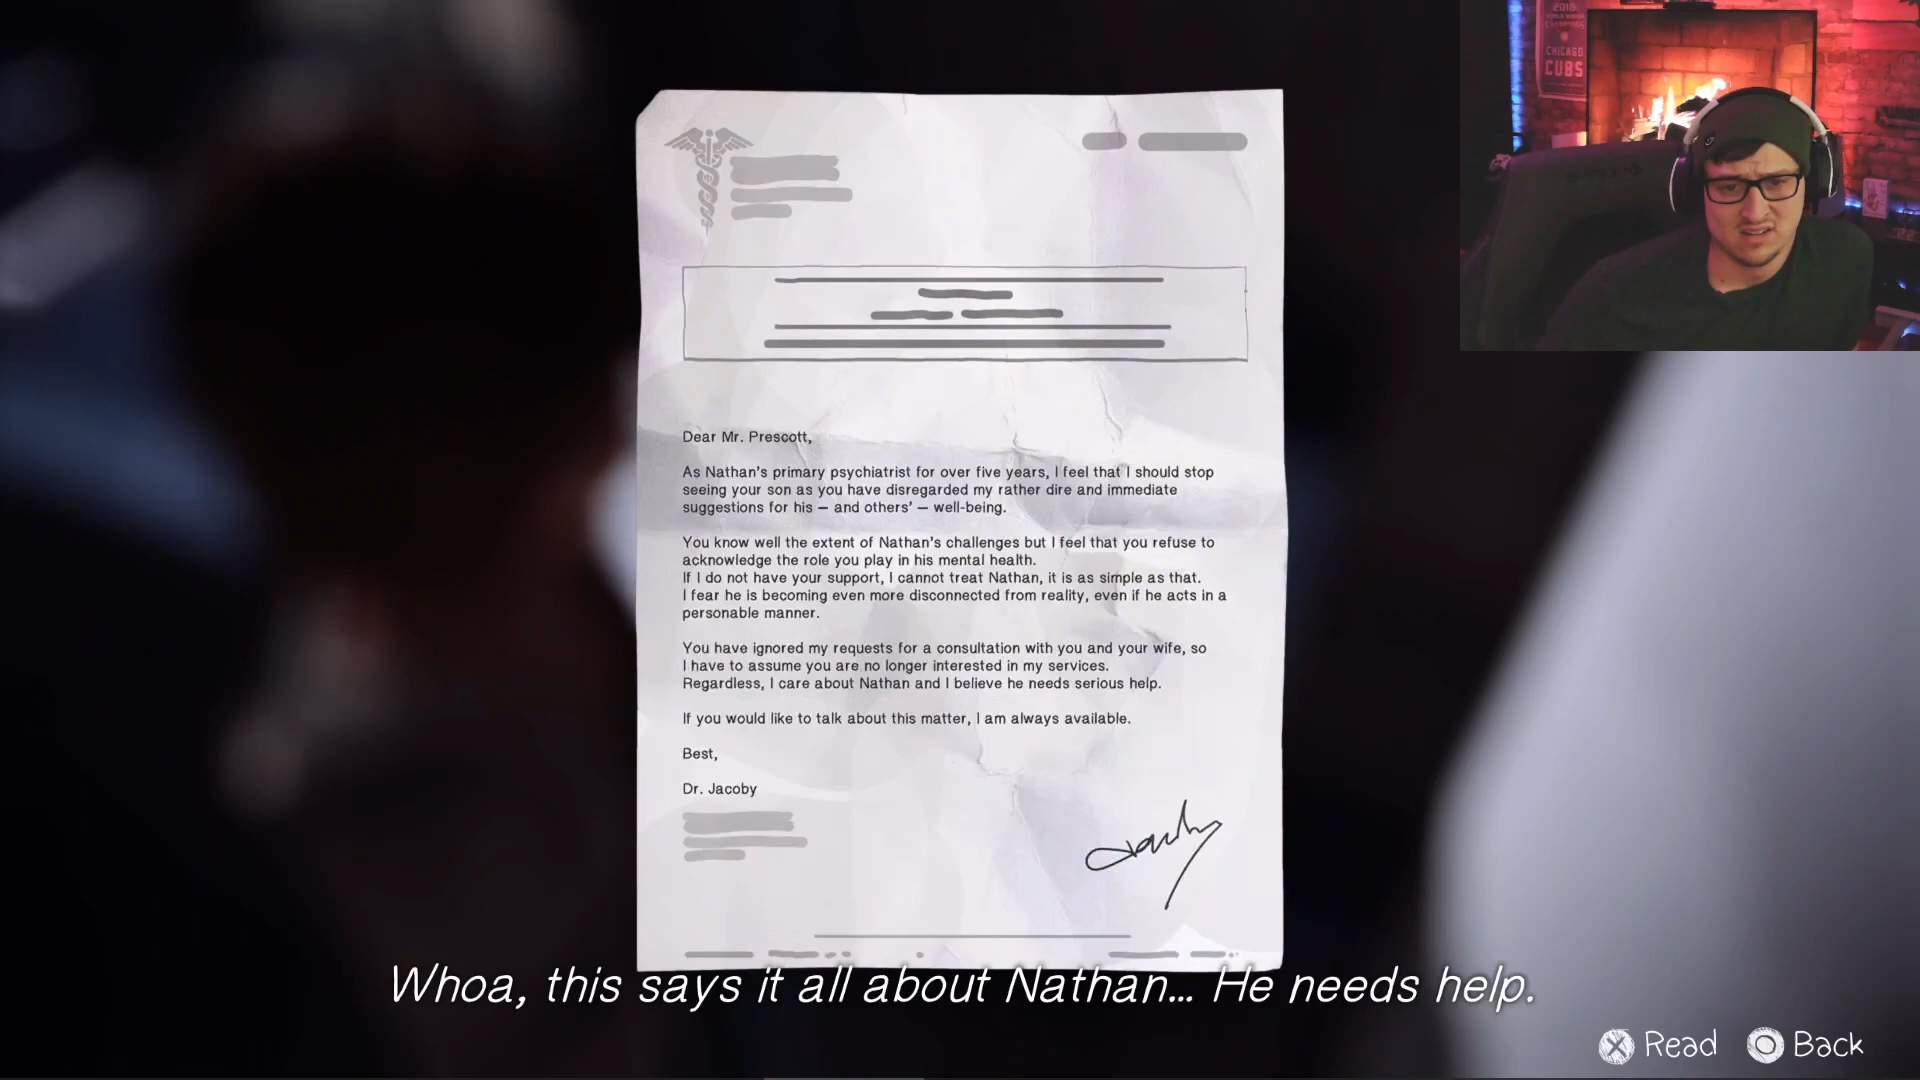 2016
CHICAGO
CUBS
Dear Mr. Prescott,
As Nathan's primary psychiatrist for over five years, I feel that I should stop
seeing your son as you have disregarded my rather dire and immediate
suggestions for his – and others' – well-being.
You know well the extent of Nathan's challenges but I feel that you refuse to
acknowledge the role you play in his mental health.
If I do not have your support, I cannot treat Nathan, it is as simple as that.
I fear he is becoming even more disconnected from reality, even if he acts in a
personable manner.
You have ignored my requests for a consultation with you and your wife, so
I have to assume you are no longer interested in my services.
Regardless, I care about Nathan and I believe he needs serious help.
If you would like to talk about this matter, I am always available.
Best,
Dr. Jacoby
Whoa, this says it all about Nathan... He needs help.
Read
Back